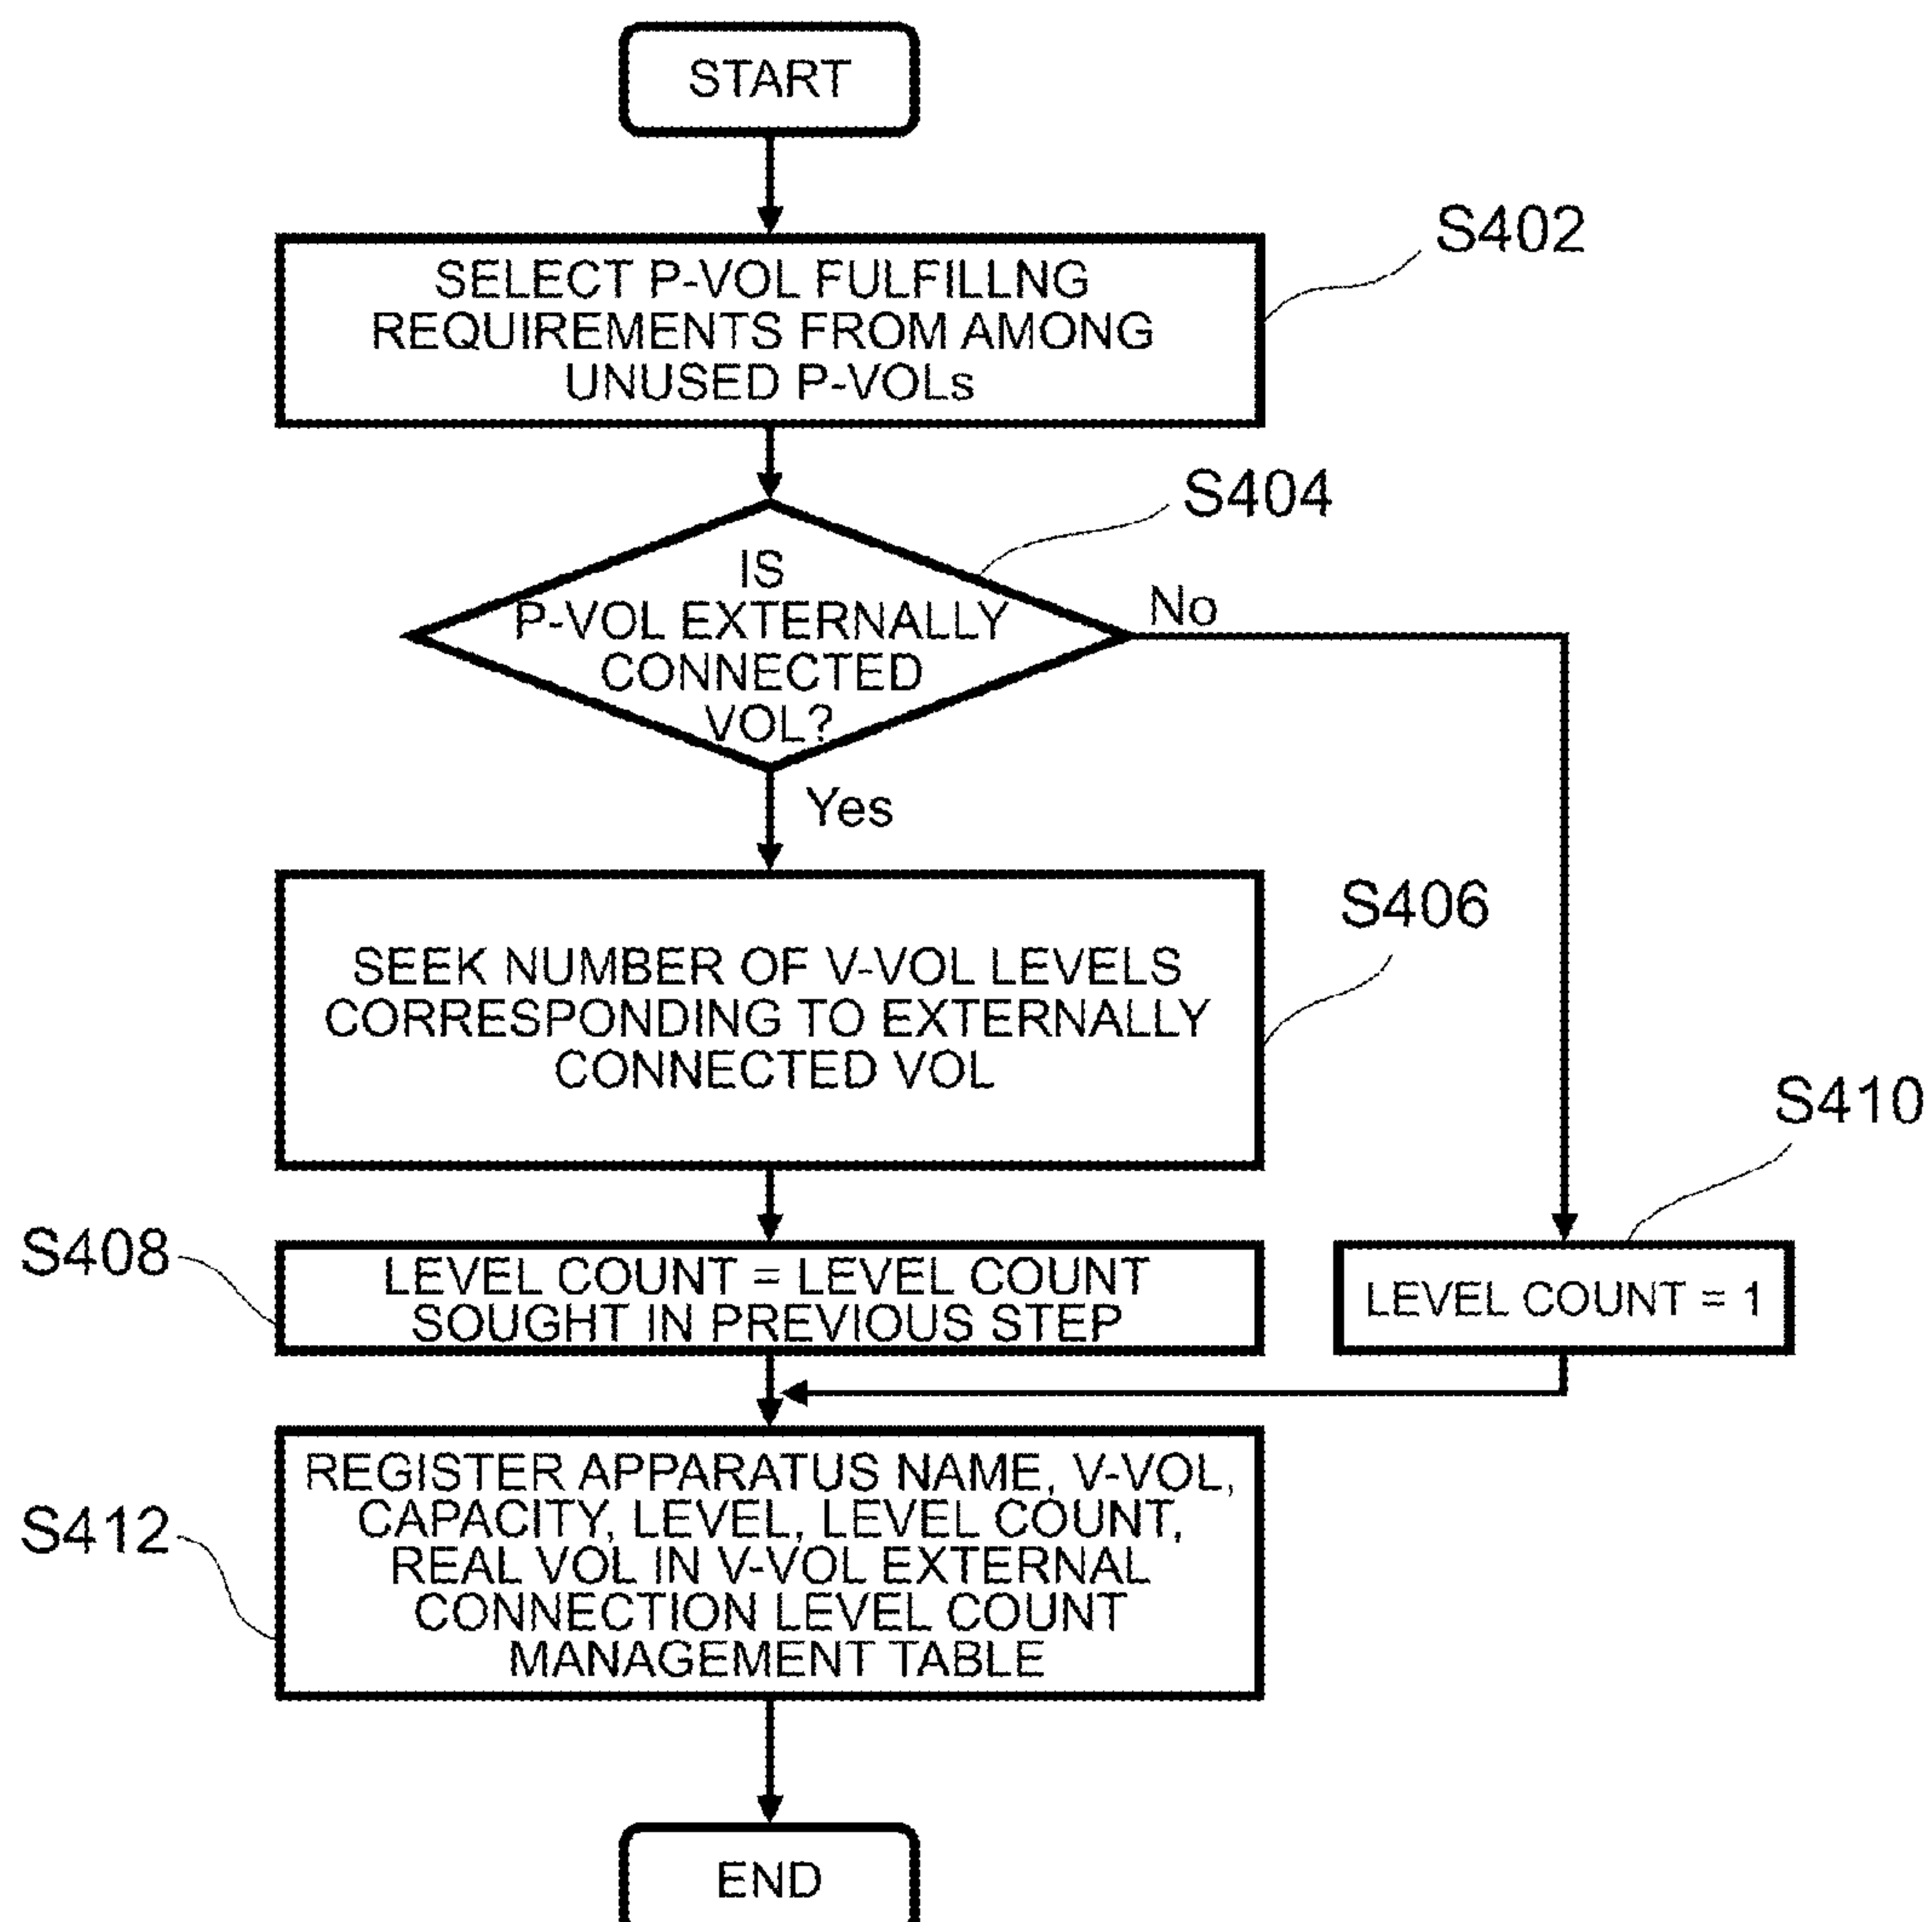 START
S402
SELECT P-VOL FULFILLNG
REQUIREMENTS FROM AMONG
UNUSED P-VOLs
S404
IS
P-VOL EXTERNALLY
CONNECTED
VOL?
No
Yes
S406
SEEK NUMBER OF V-VOL LEVELS
CORRESPONDING TO EXTERNALLY
CONNECTED VOL
S410
S408
LEVEL COUNT = LEVEL COUNT
SOUGHT IN PREVIOUS STEP
LEVEL COUNT = 1
S412
REGISTER APPARATUS NAME, V-VOL,
CAPACITY, LEVEL, LEVEL COUNT,
REAL VOL IN V-VOL EXTERNAL
CONNECTION LEVEL COUNT
MANAGEMENT TABLE
END